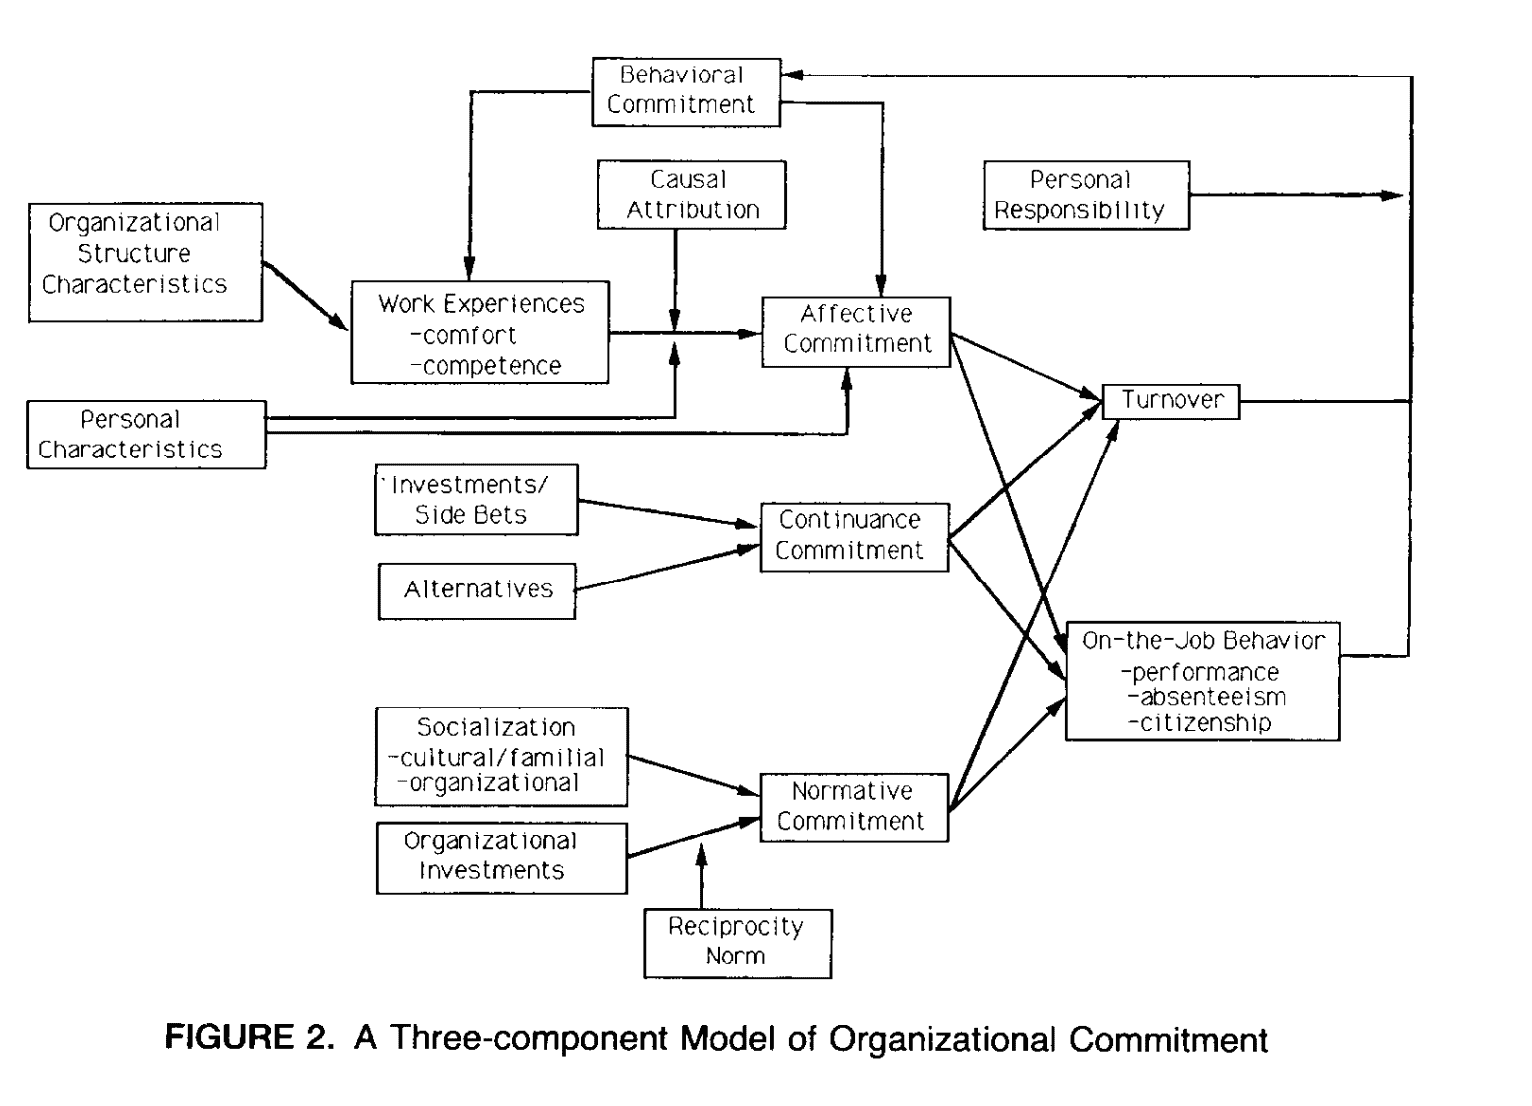 Behavioral
Commitment
Causal
Attribution
Personal
Responsibility
Organizational
Structure
Characteristics
Work Experiences
-comfort
-competence
Affective
Commitment
Turnover
Personal
Characteristics
Investments/
Side Bets
Continuance
Commitment
Alternatives
On-the-Job Behavior
-performance
-absenteeism
-citizenship
Socialization
-cultural/familial
-organizational
Normative
Commitment
Organizational
Investments
Reciprocity
Norm
FIGURE 2. A Three-component Model of Organizational Commitment